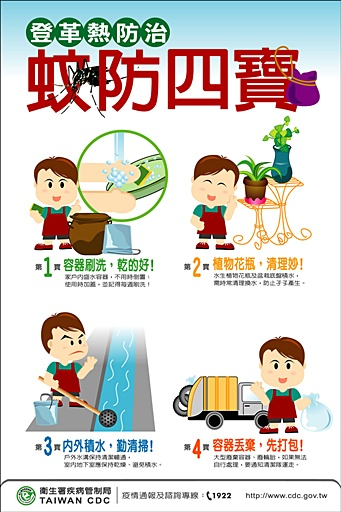 登革熱防治
蚊防四寶
第1寶 容器刷洗，乾的好!
家戶內盛水容器，不用時倒置，
使用時加蓋，並記得每週刷洗！
第2寶 植物花瓶，清理妙!
水生植物花瓶及盆栽底盤積水，
需時常清理換水，防止孑孓產生。
第3寶 內外積水，勤清掃!
戶外水溝保持清潔輔通，
室內地下室應保持乾燥、避免積水。
第4寶 容器丟棄，先打包!
大型廢棄容器、廢輪胎，如果無法
自行處理，要通知清潔隊運走。
衛生署疾病管制局
TAIWAN CDC
疫情通報及諮詢專線：1922
http://www.cdc.gov.tw